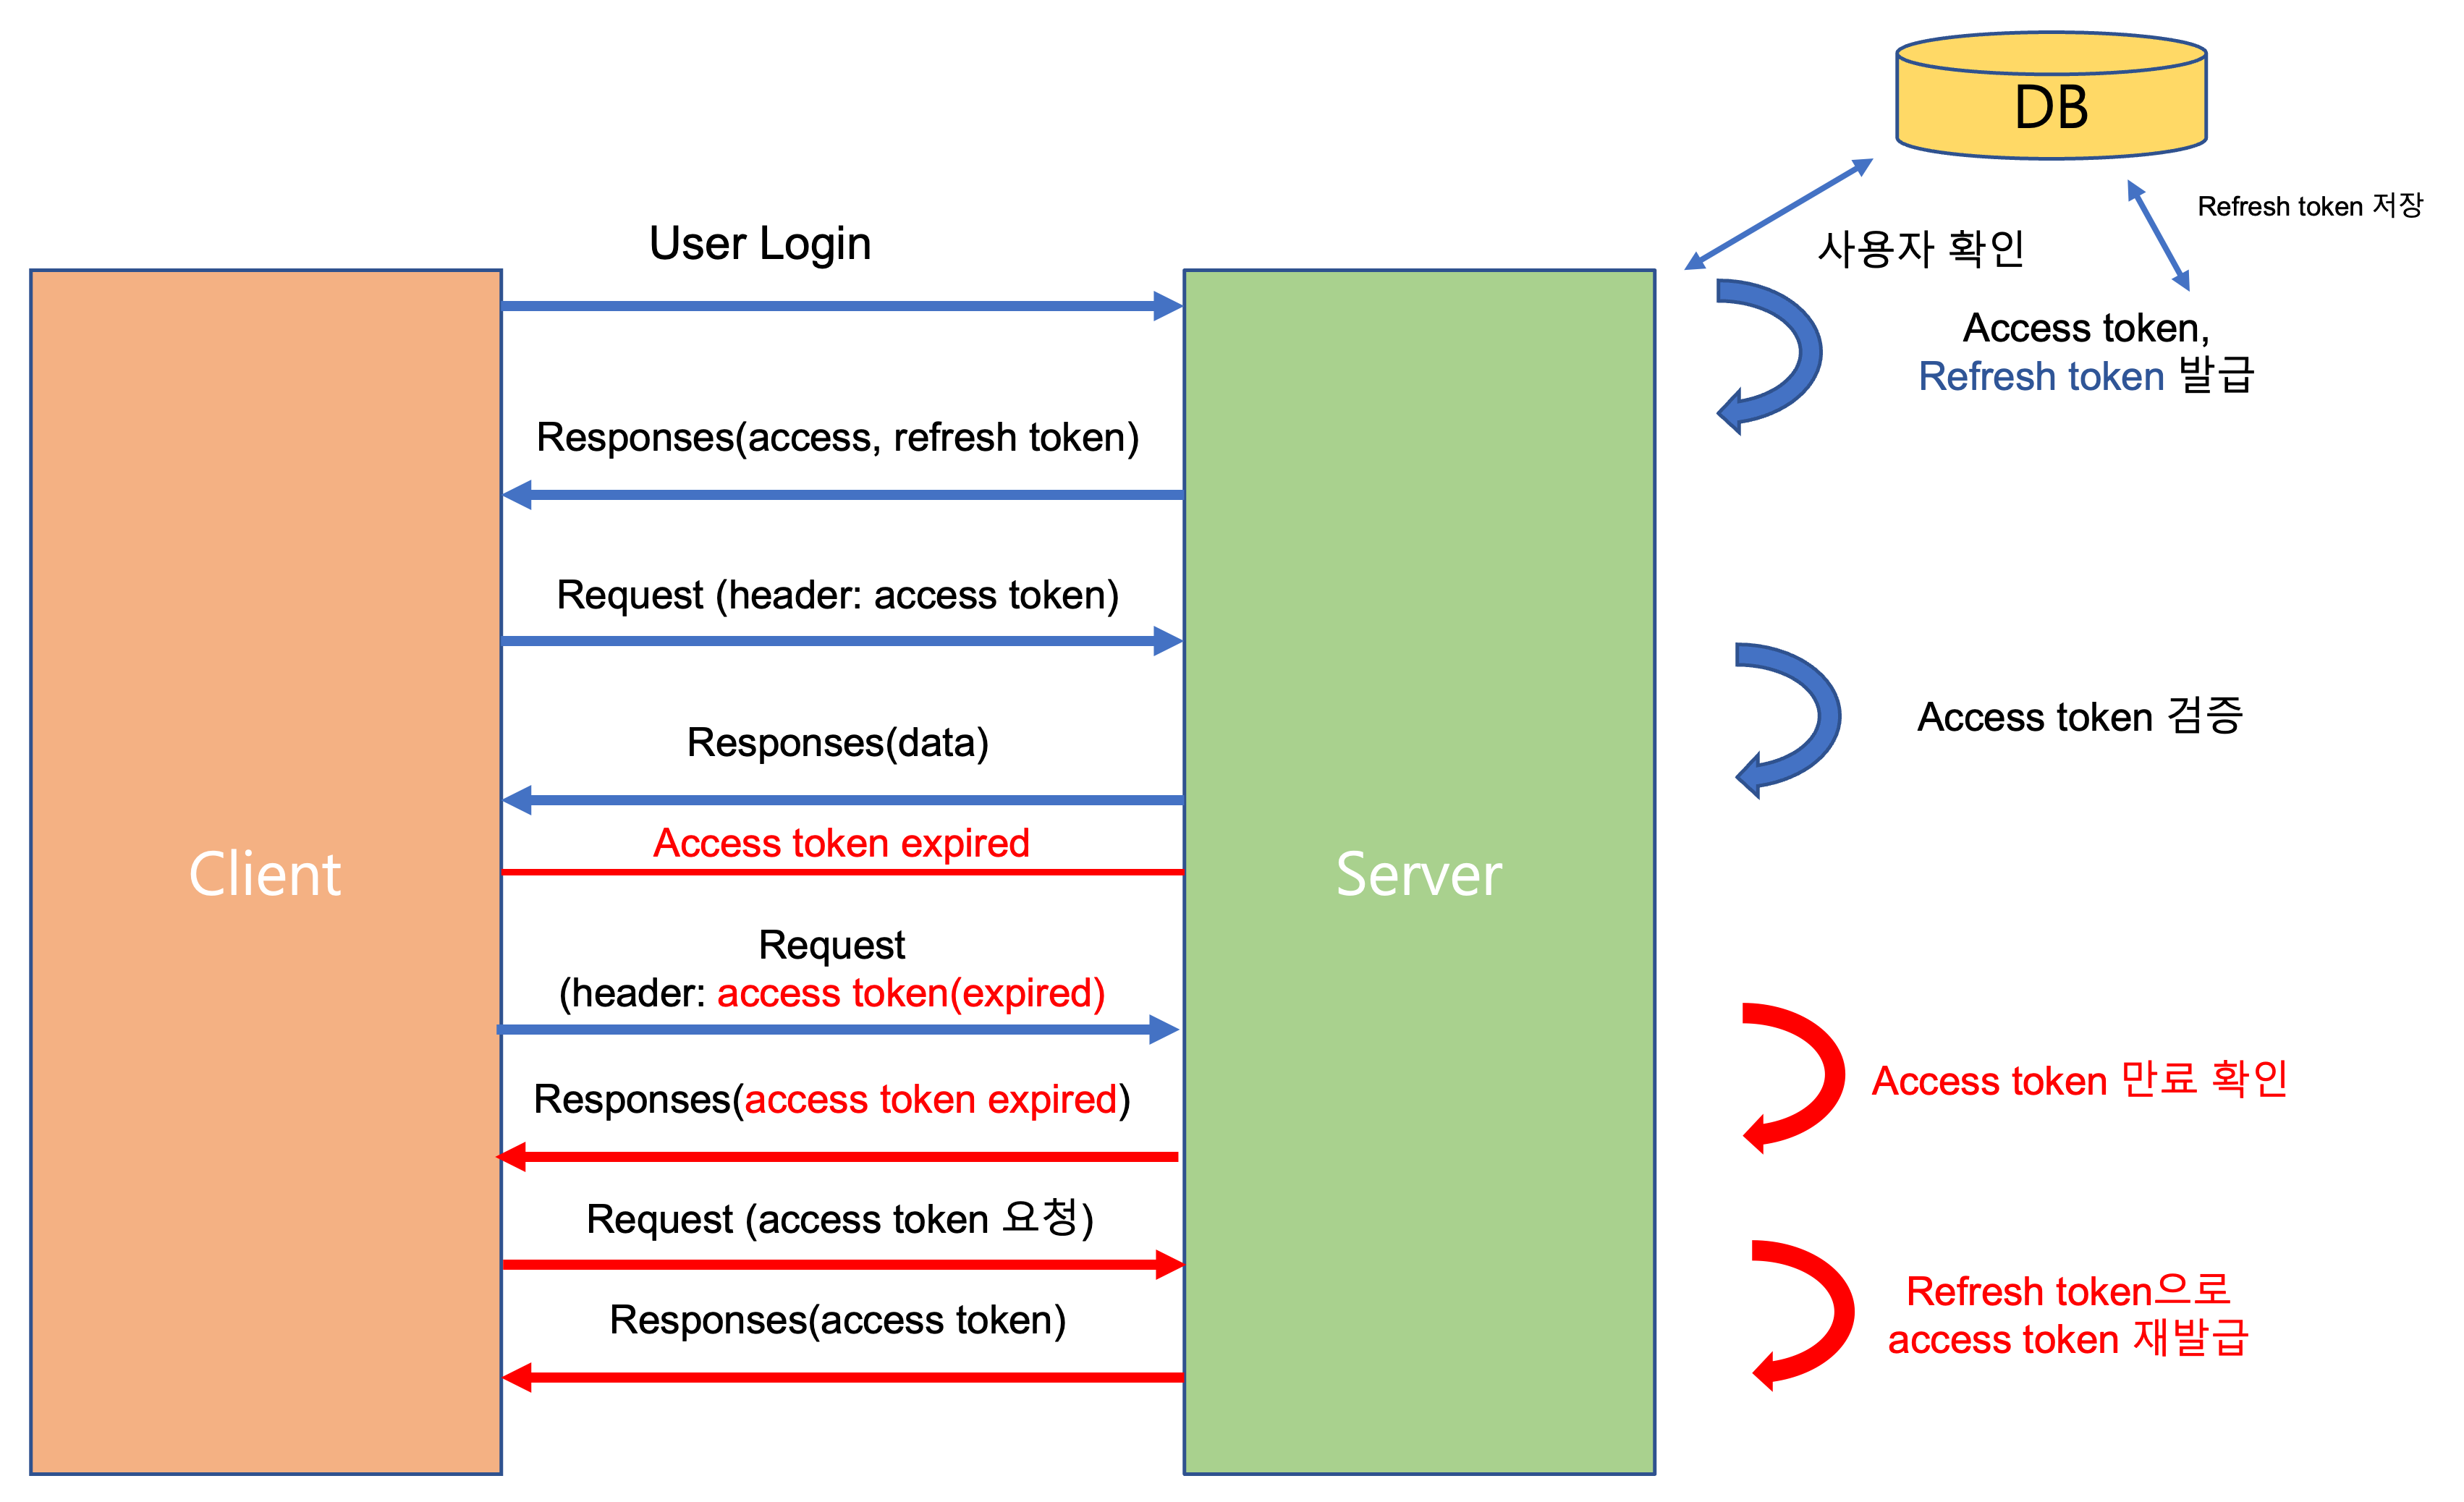 DB
Refresh token 저장
사용자 확인
User Login
Access token,
Refresh token 발급
Responses(access, refresh token)
Request (header: access token)
Access token 검증
Responses(data)
Access token expired
Client
Server
Request
(header: access token(expired)
Access token 만료 확인
Responses(access token expired)
Request (access token 요청)
Refresh token으로
access token 재발급
Responses(access token)